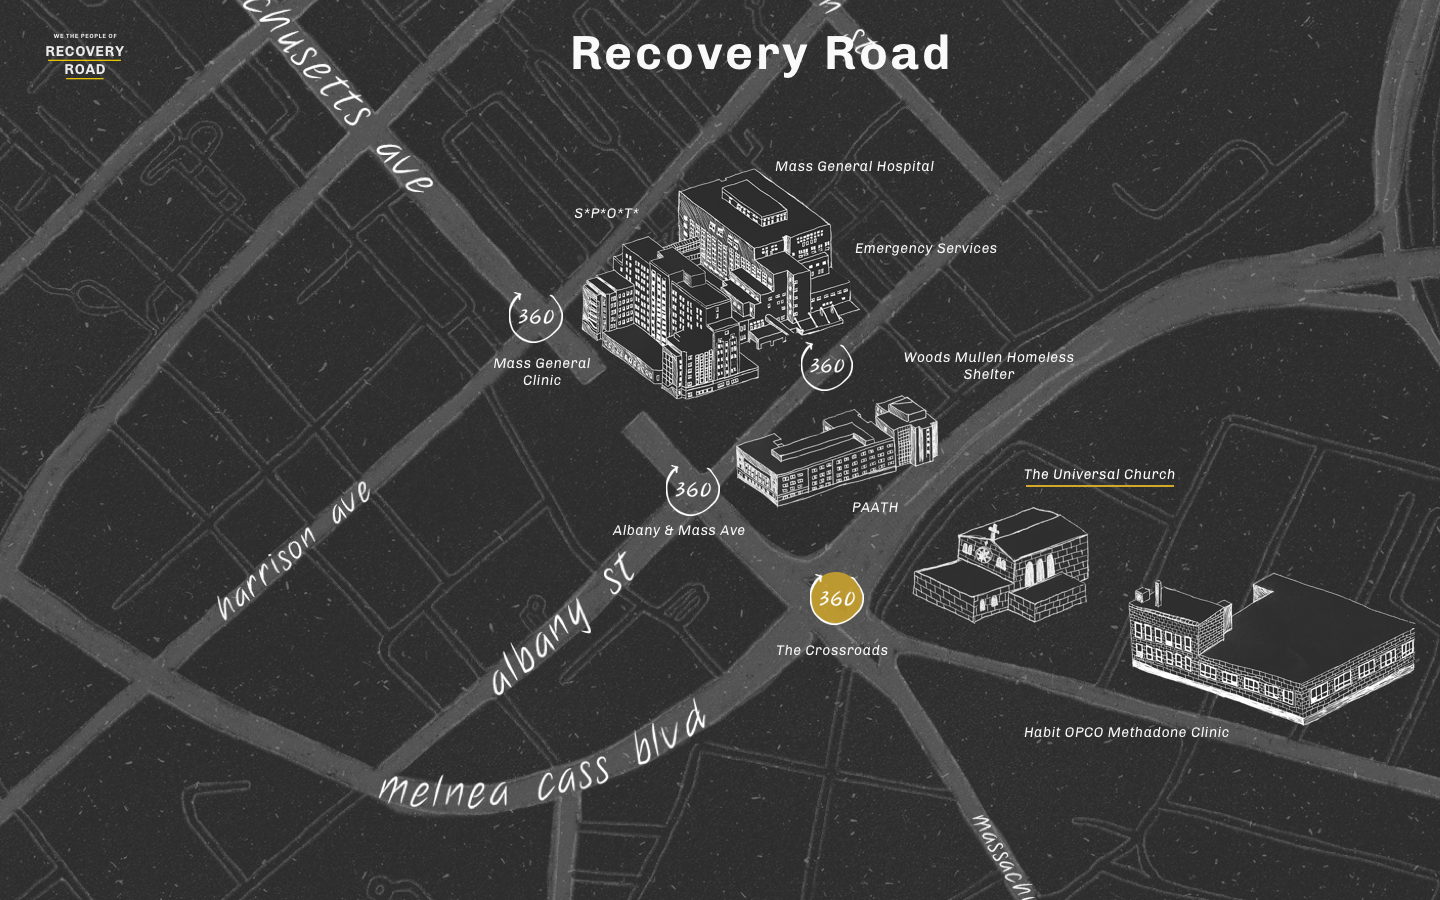 WE THE PEOPLE OF
RECOVERY
ROAD
Recovery Road
chusetts ave
h st
Mass General Hospital
S*P*O*T*
Emergency Services
360
Mass General
Clinic
360
Woods Mullen Homeless
Shelter
360
Albany & Mass Ave
PAATH
The Universal Church
harrison ave
albany st
360
The Crossroads
melnea cass blvd
Habit OPCO Methadone Clinic
massachu